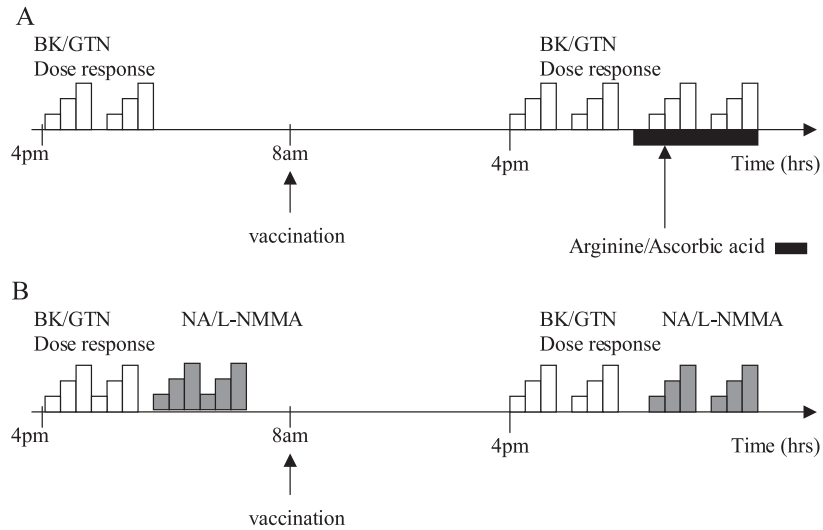 A
BK/GTN
Dose response
BK/GTN
Dose response
4pm
8am
4pm
Time (hrs)
vaccination
Arginine/Ascorbic acid
B
BK/GTN
Dose response
NA/L-NMMA
BK/GTN
Dose response
NA/L-NMMA
4pm
8am
4pm
Time (hrs)
vaccination